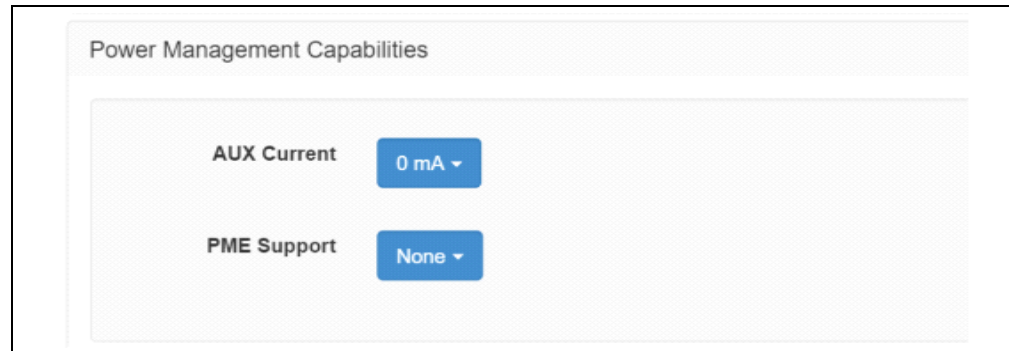 Power Management Capabilities
AUX Current 0 mA
PME Support None